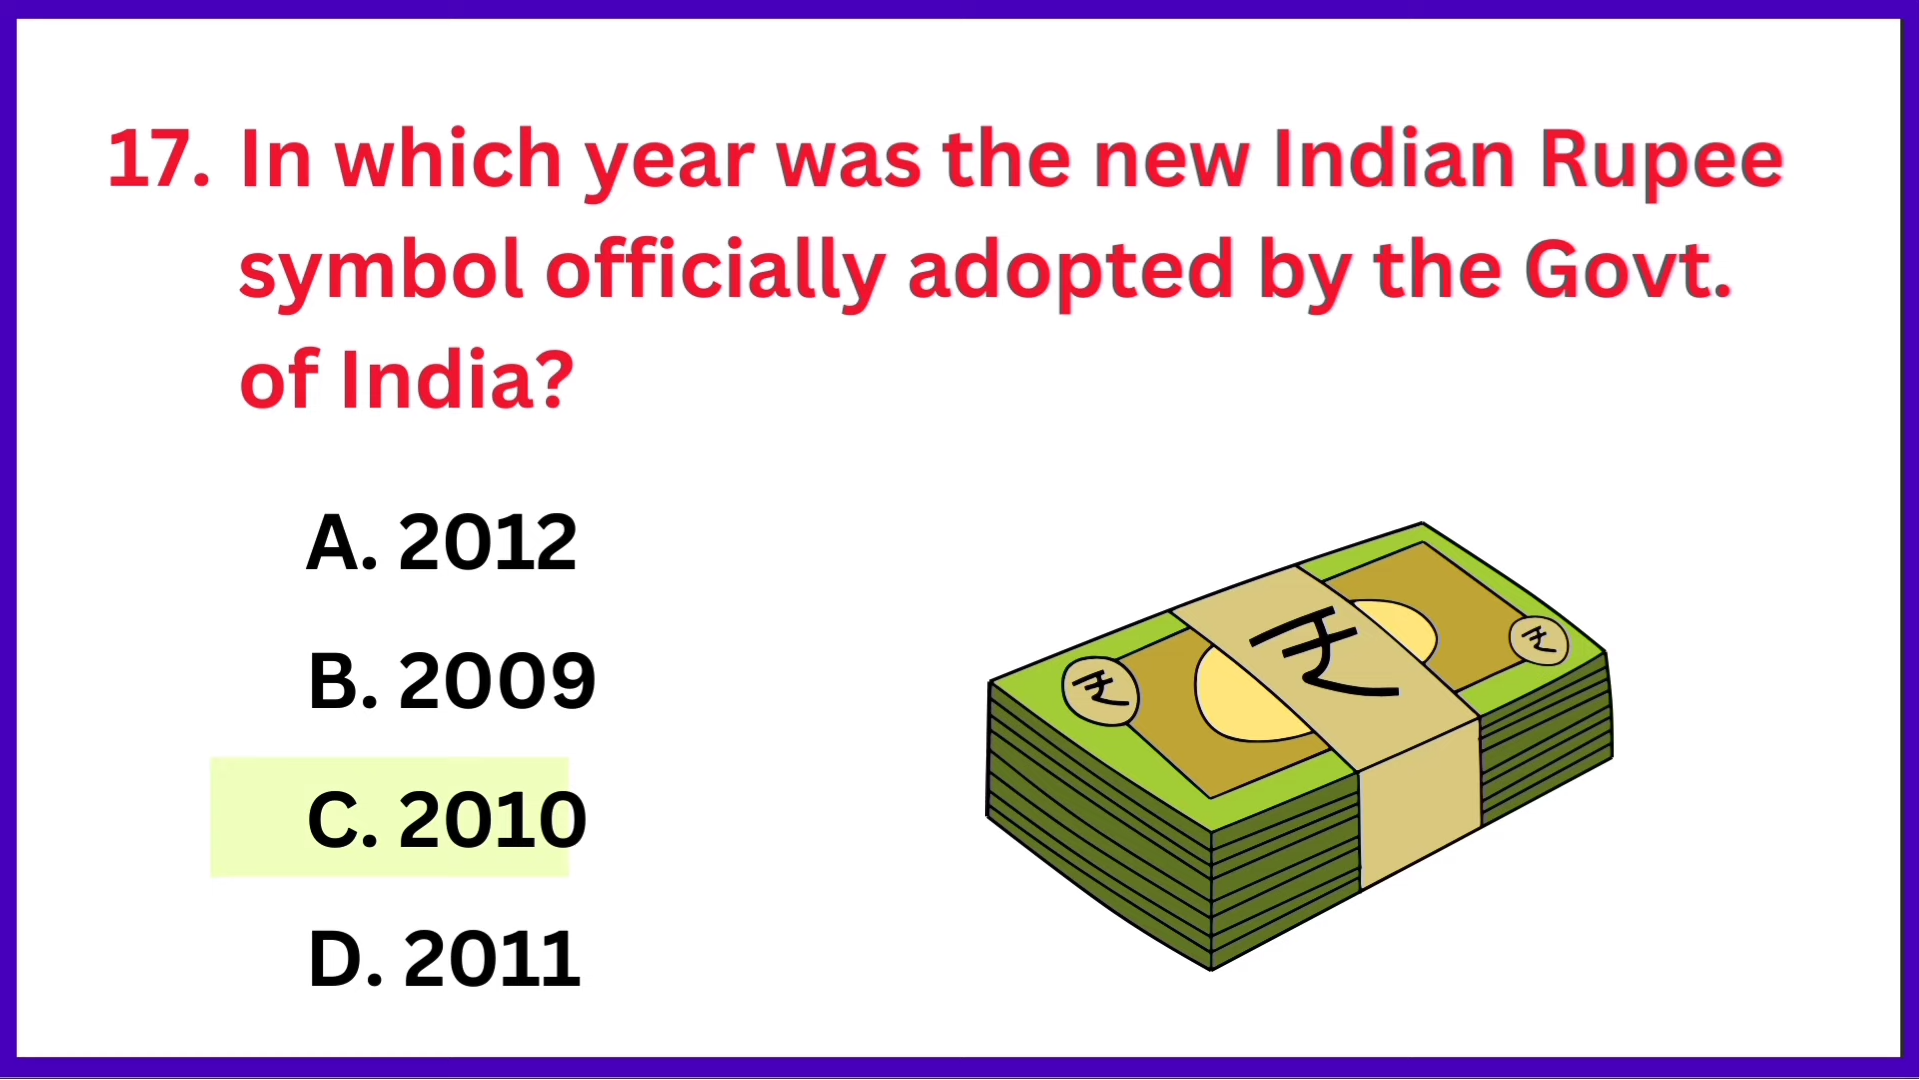 17. In which year was the new Indian Rupee
symbol officially adopted by the Govt.
of India?
A. 2012
B. 2009
C. 2010
D. 2011
₹
₹
₹